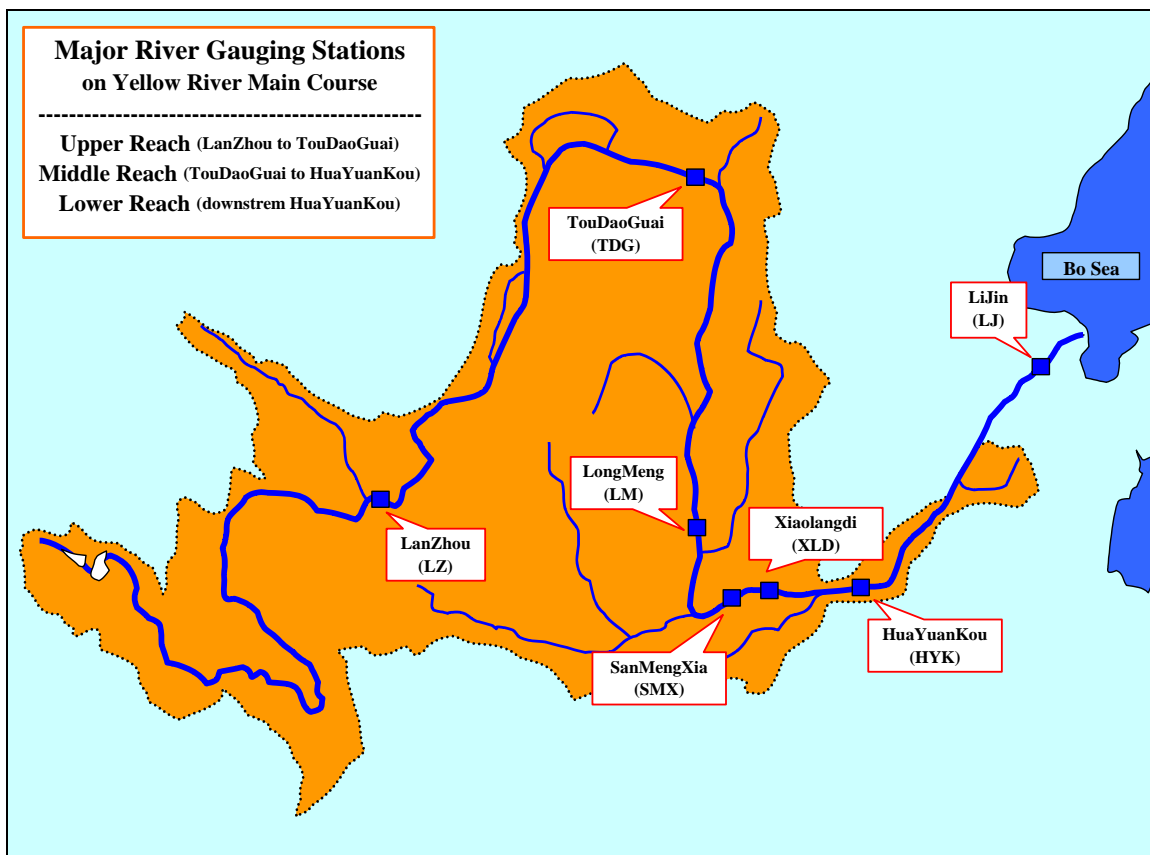 Major River Gauging Stations
on Yellow River Main Course
--------------------------------------------------
Upper Reach (LanZhou to TouDaoGuai)
Middle Reach (TouDaoGuai to HuaYuanKou)
Lower Reach (downstrem HuaYuanKou)
TouDaoGuai
(TDG)
Bo Sea
LiJin
(LJ)
LongMeng
(LM)
Xiaolangdi
(XLD)
LanZhou
(LZ)
HuaYuanKou
(HYK)
SanMengXia
(SMX)